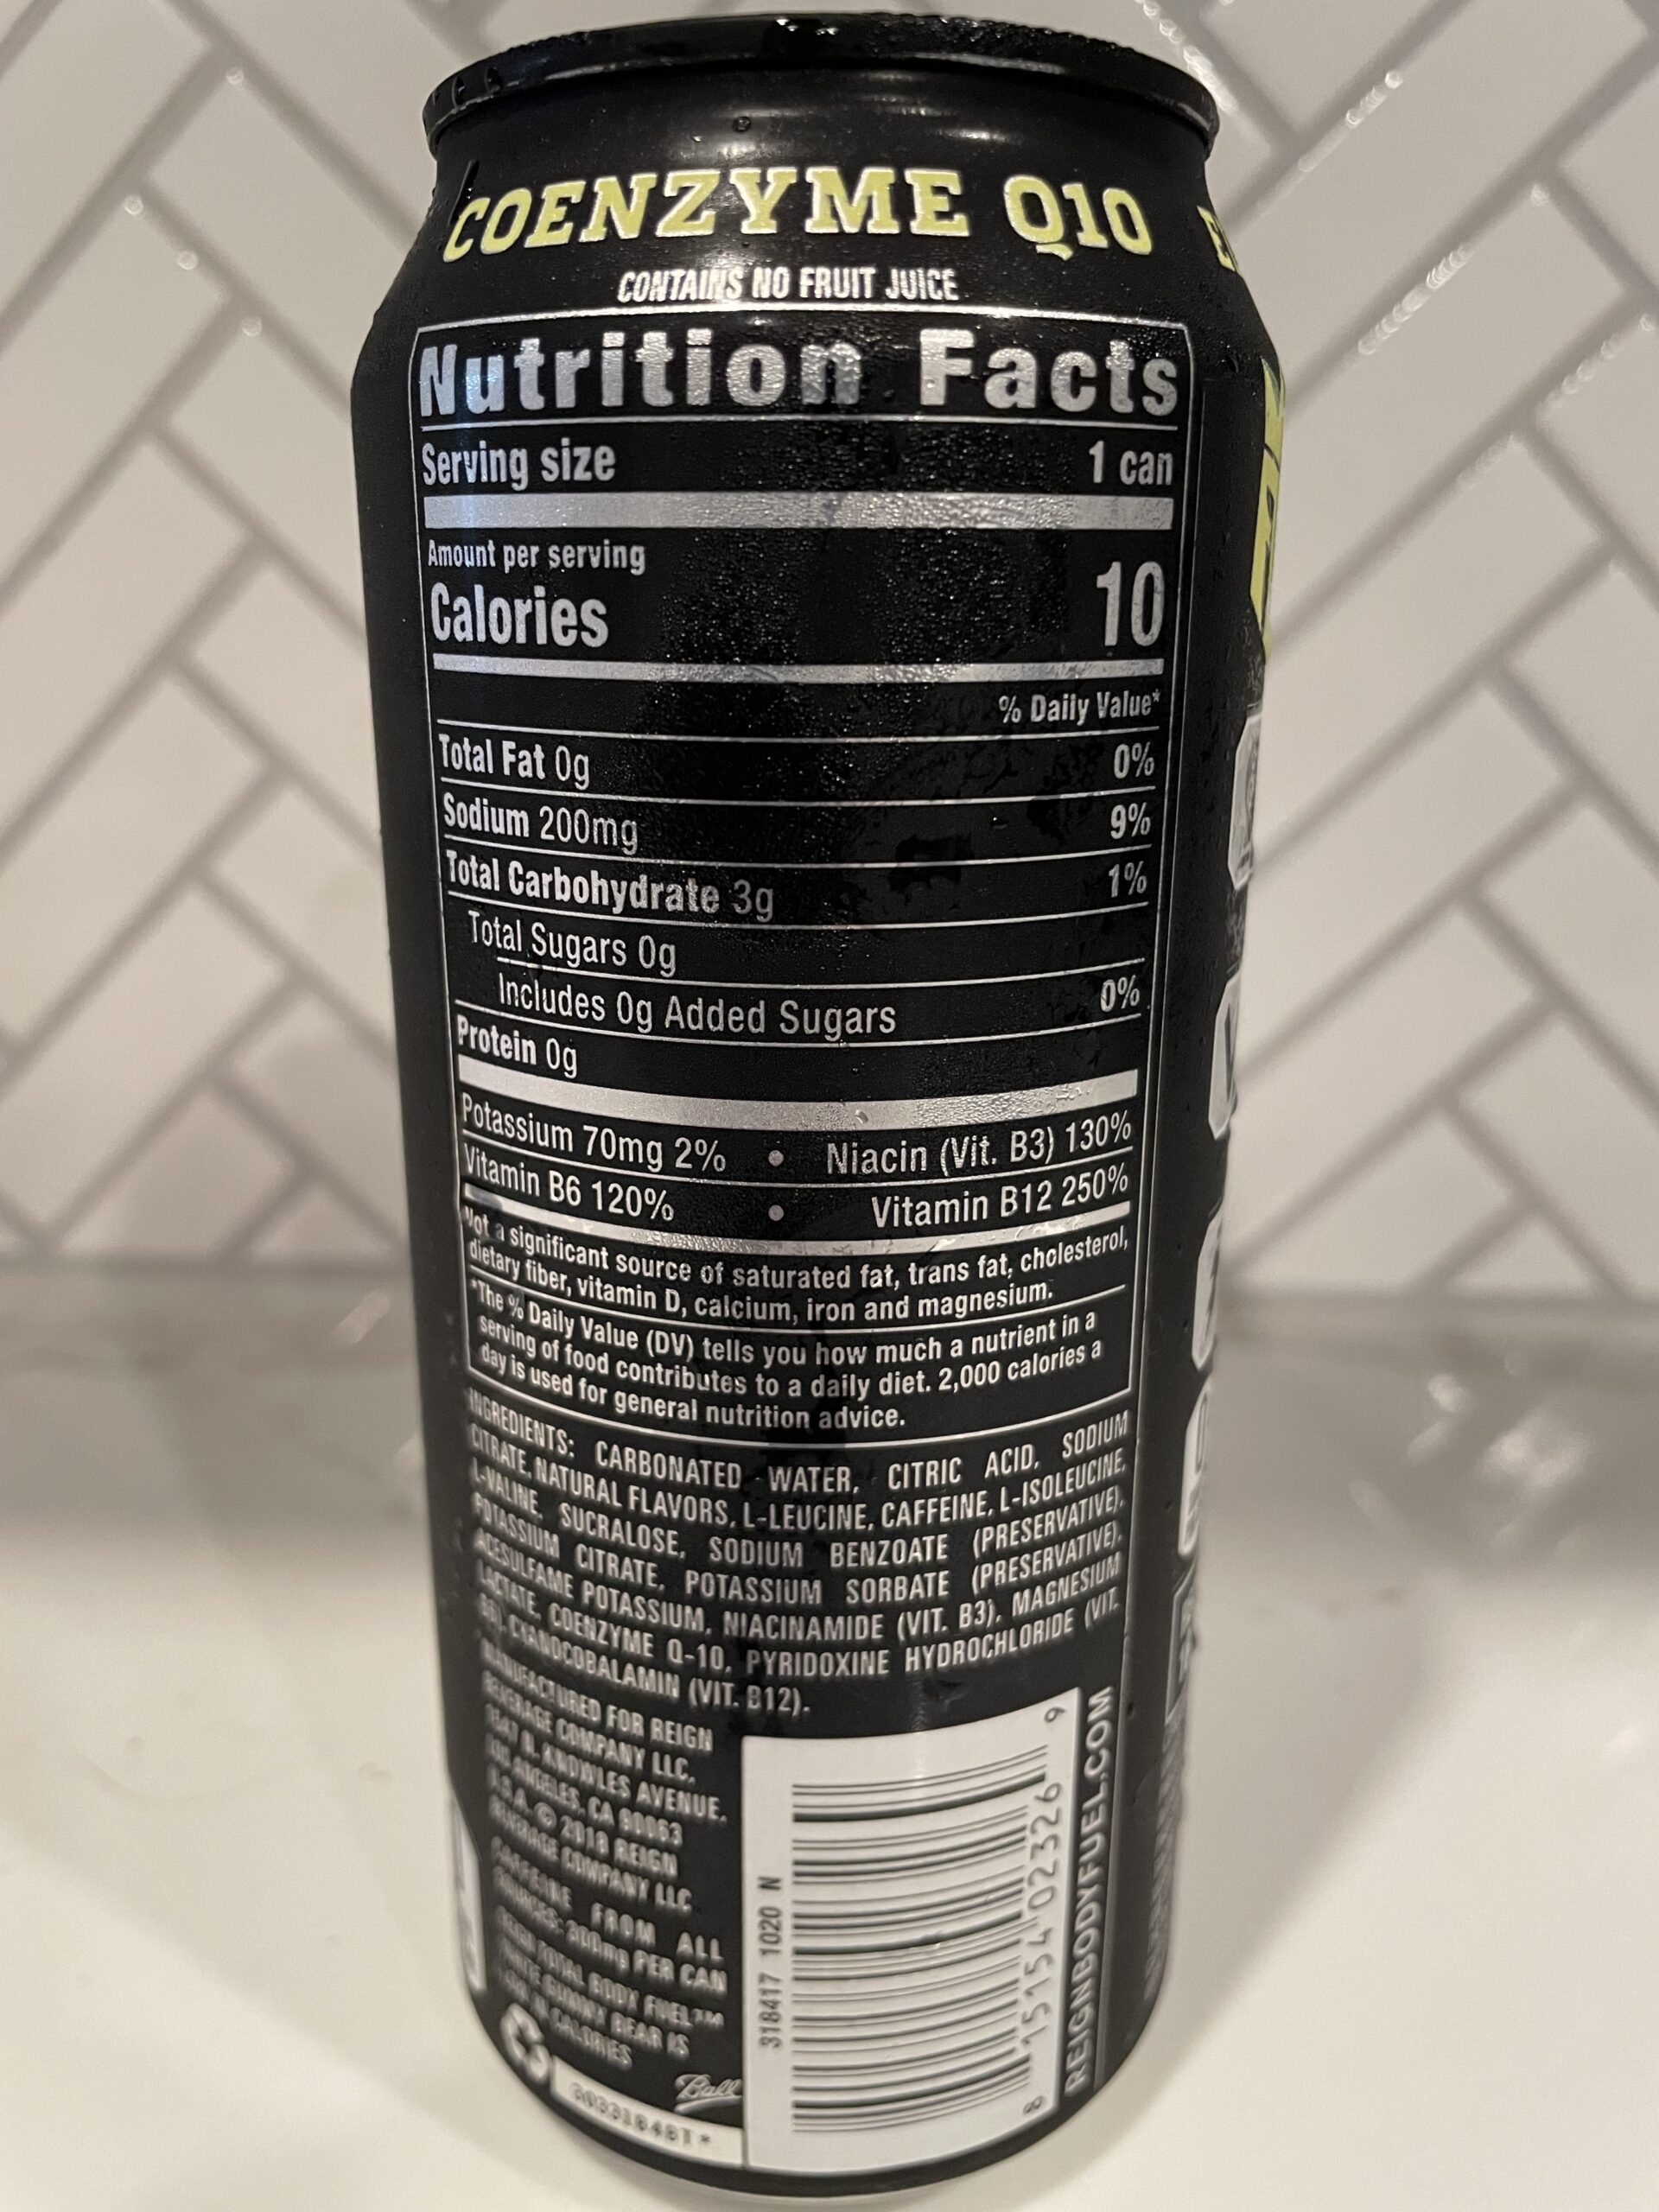 COENZYME Q10
CONTAINS NO FRUIT JUICE
Nutrition Facts
Serving size 1 can
Amount per serving
Calories 10
% Daily Value*
Total Fat 0g 0%
Sodium 200mg 9%
Total Carbohydrate 3g 1%
Total Sugars 0g
Includes 0g Added Sugars 0%
Protein 0g
Potassium 70mg 2% • Niacin (Vit. B3) 130%
Vitamin B6 120% • Vitamin B12 250%
Not a significant source of saturated fat, trans fat, cholesterol,
dietary fiber, vitamin D, calcium, iron and magnesium.
*The % Daily Value (DV) tells you how much a nutrient in a
serving of food contributes to a daily diet. 2,000 calories a
day is used for general nutrition advice.
INGREDIENTS: CARBONATED WATER, CITRIC ACID, SODIUM
CITRATE, NATURAL FLAVORS, L-LEUCINE, CAFFEINE, L-ISOLEUCINE,
L-VALINE, SUCRALOSE, SODIUM BENZOATE (PRESERVATIVE),
POTASSIUM CITRATE, POTASSIUM SORBATE (PRESERVATIVE),
ACESULFAME POTASSIUM, NIACINAMIDE (VIT. B3), MAGNESIUM
LACTATE, COENZYME Q-10, PYRIDOXINE HYDROCHLORIDE (VIT.
B6), CYANOCOBALAMIN (VIT. B12).
MANUFACTURED FOR REIGN
BEVERAGE COMPANY LLC.
1547 N. KNOWLES AVENUE.
LOS ANGELES, CA 90063
U.S.A. © 2018 REIGN
BEVERAGE COMPANY LLC
CAFFEINE FROM ALL
SOURCES: 300mg PER CAN
REIGN TOTAL BODY FUEL™
WHITE GUMMY BEAR IS
CALORIES
Ball
318417 1020 N
8 15154 02326 9
REIGNBODYFUEL.COM